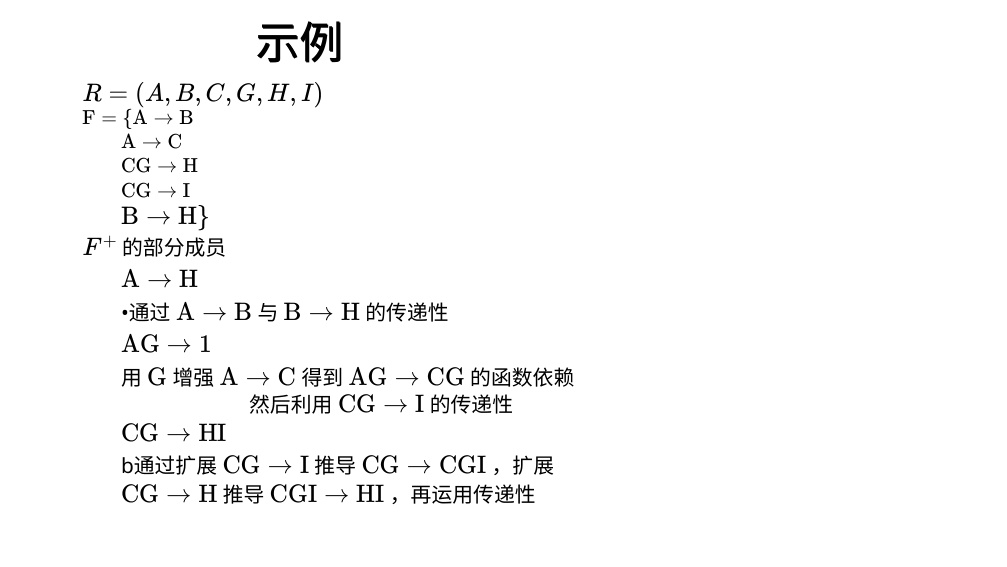 示例
R = (A, B, C, G, H, I)
F = {A → B
A → C
CG → H
CG → I
B → H}
F⁺ 的部分成员
A → H
•通过 A → B 与 B → H 的传递性
AG → 1
用 G 增强 A → C 得到 AG → CG 的函数依赖
然后利用 CG → I 的传递性
CG → HI
b通过扩展 CG → I 推导 CG → CGI ，扩展
CG → H 推导 CGI → HI ，再运用传递性